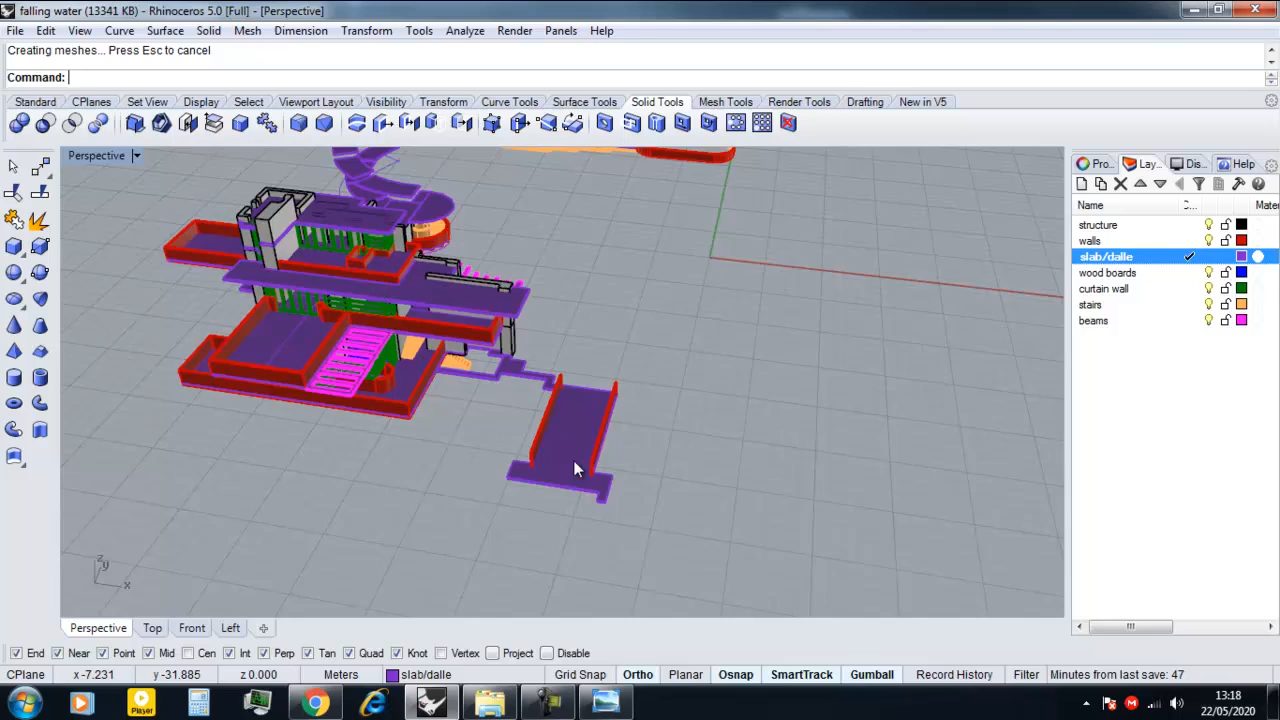 falling water (13341 KB) - Rhinoceros 5.0 [Full] - [Perspective]
File Edit View Curve Surface Solid Mesh Dimension Transform Tools Analyze Render Panels Help
Creating meshes... Press Esc to cancel
Command:
Standard CPlanes Set View Display Select Viewport Layout Visibility Transform Curve Tools Surface Tools Solid Tools Mesh Tools Render Tools Drafting New in V5
Perspective
Pro... Lay... Dis... Help
Name C... Mater
structure
walls
slab/dalle
wood boards
curtain wall
stairs
beams
z y x
Perspective Top Front Left
End Near Point Mid Cen Int Perp Tan Quad Knot Vertex Project Disable
CPlane x -7.231 y -31.885 z 0.000 Meters slab/dalle Grid Snap Ortho Planar Osnap SmartTrack Gumball Record History Filter Minutes from last save: 47
Player
13:18
22/05/2020